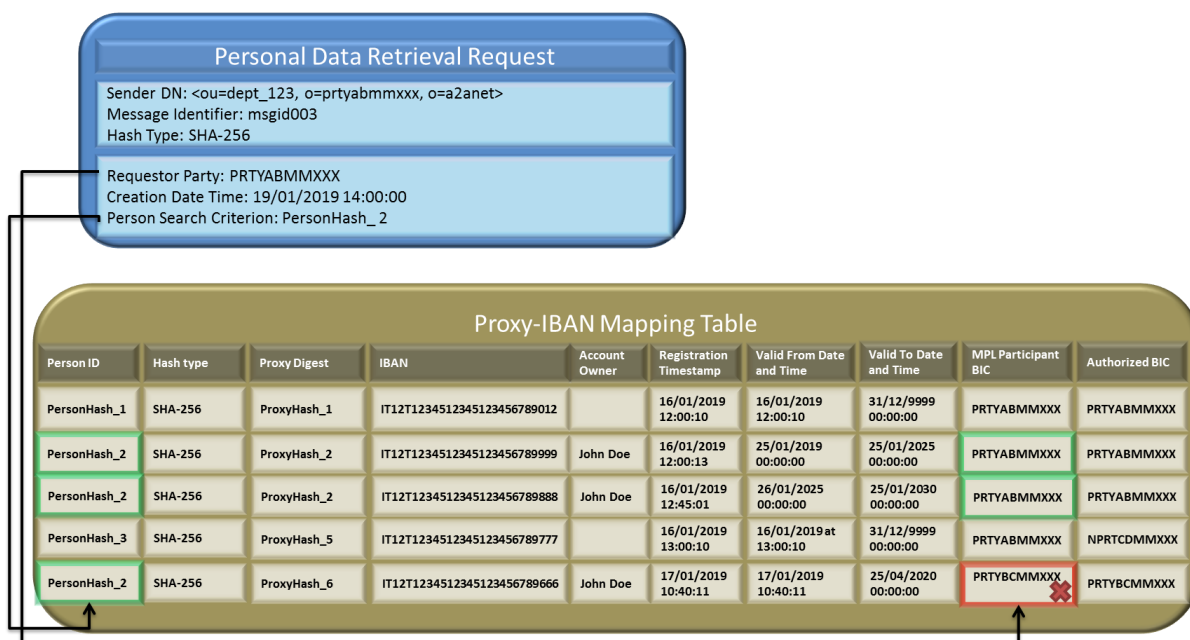 Personal Data Retrieval Request
Sender DN: <ou=dept_123, o=prtyabmmxxx, o=a2anet>
Message Identifier: msgid003
Hash Type: SHA-256
Requestor Party: PRTYABMMXXX
Creation Date Time: 19/01/2019 14:00:00
Person Search Criterion: PersonHash_ 2
Proxy-IBAN Mapping Table
Person ID
Hash type
Proxy Digest
IBAN
Account
Owner
Registration
Timestamp
Valid From Date
and Time
Valid To Date
and Time
MPL Participant
BIC
Authorized BIC
PersonHash_1
SHA-256
ProxyHash_1
IT12T1234512345123456789012
16/01/2019
12:00:10
16/01/2019
12:00:10
31/12/9999
00:00:00
PRTYABMMXXX
PRTYABMMXXX
PersonHash_2
SHA-256
ProxyHash_2
IT12T1234512345123456789999
John Doe
16/01/2019
12:00:13
25/01/2019
00:00:00
25/01/2025
00:00:00
PRTYABMMXXX
PRTYABMMXXX
PersonHash_2
SHA-256
ProxyHash_2
IT12T1234512345123456789888
John Doe
16/01/2019
12:45:01
26/01/2025
00:00:00
25/01/2030
00:00:00
PRTYABMMXXX
PRTYABMMXXX
PersonHash_3
SHA-256
ProxyHash_5
IT12T1234512345123456789777
16/01/2019
13:00:10
16/01/2019 at
13:00:10
31/12/9999
00:00:00
PRTYABMMXXX
NPRTCDMMXXX
PersonHash_2
SHA-256
ProxyHash_6
IT12T1234512345123456789666
John Doe
17/01/2019
10:40:11
17/01/2019
10:40:11
25/04/2020
00:00:00
PRTYBCMMXXX
PRTYBCMMXXX